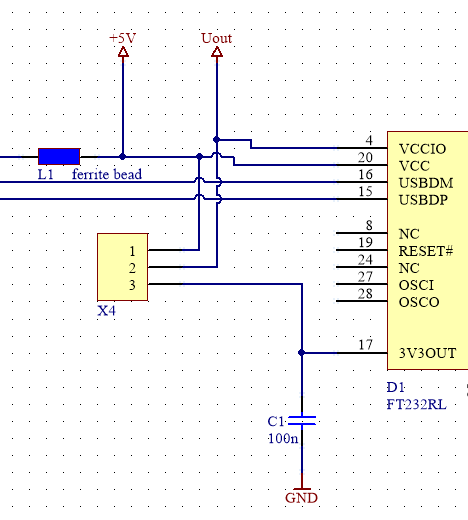 +5V
Uout
4 VCCIO
20 VCC
L1 ferrite bead
16 USBDM
15 USBDP
8 NC
19 RESET#
24 NC
27 OSCI
28 OSCO
1
2
3
X4
17 3V3OUT
D1
FT232RL
C1
100n
GND